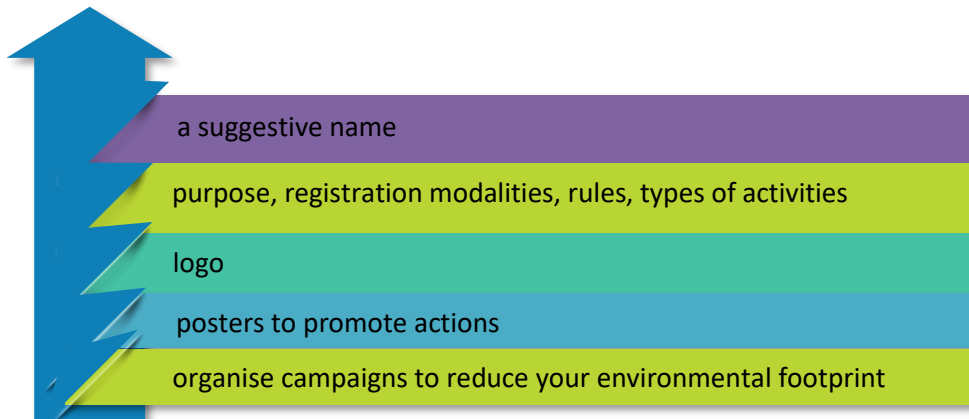 a suggestive name
purpose, registration modalities, rules, types of activities
logo
posters to promote actions
organise campaigns to reduce your environmental footprint